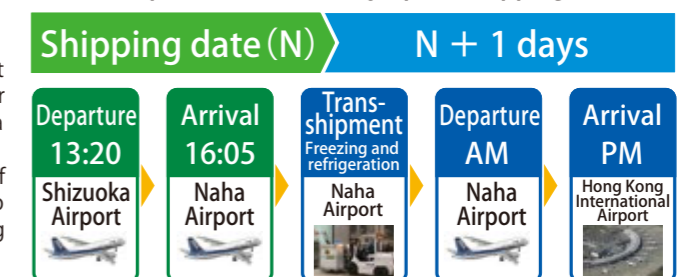 Shipping date(N)
N + 1 days
Departure
13:20
Shizuoka
Airport
Arrival
16:05
Naha
Airport
Trans-
shipment
Freezing and
refrigeration
Naha
Airport
Departure
AM
Naha
Airport
Arrival
PM
Hong Kong
International
Airport